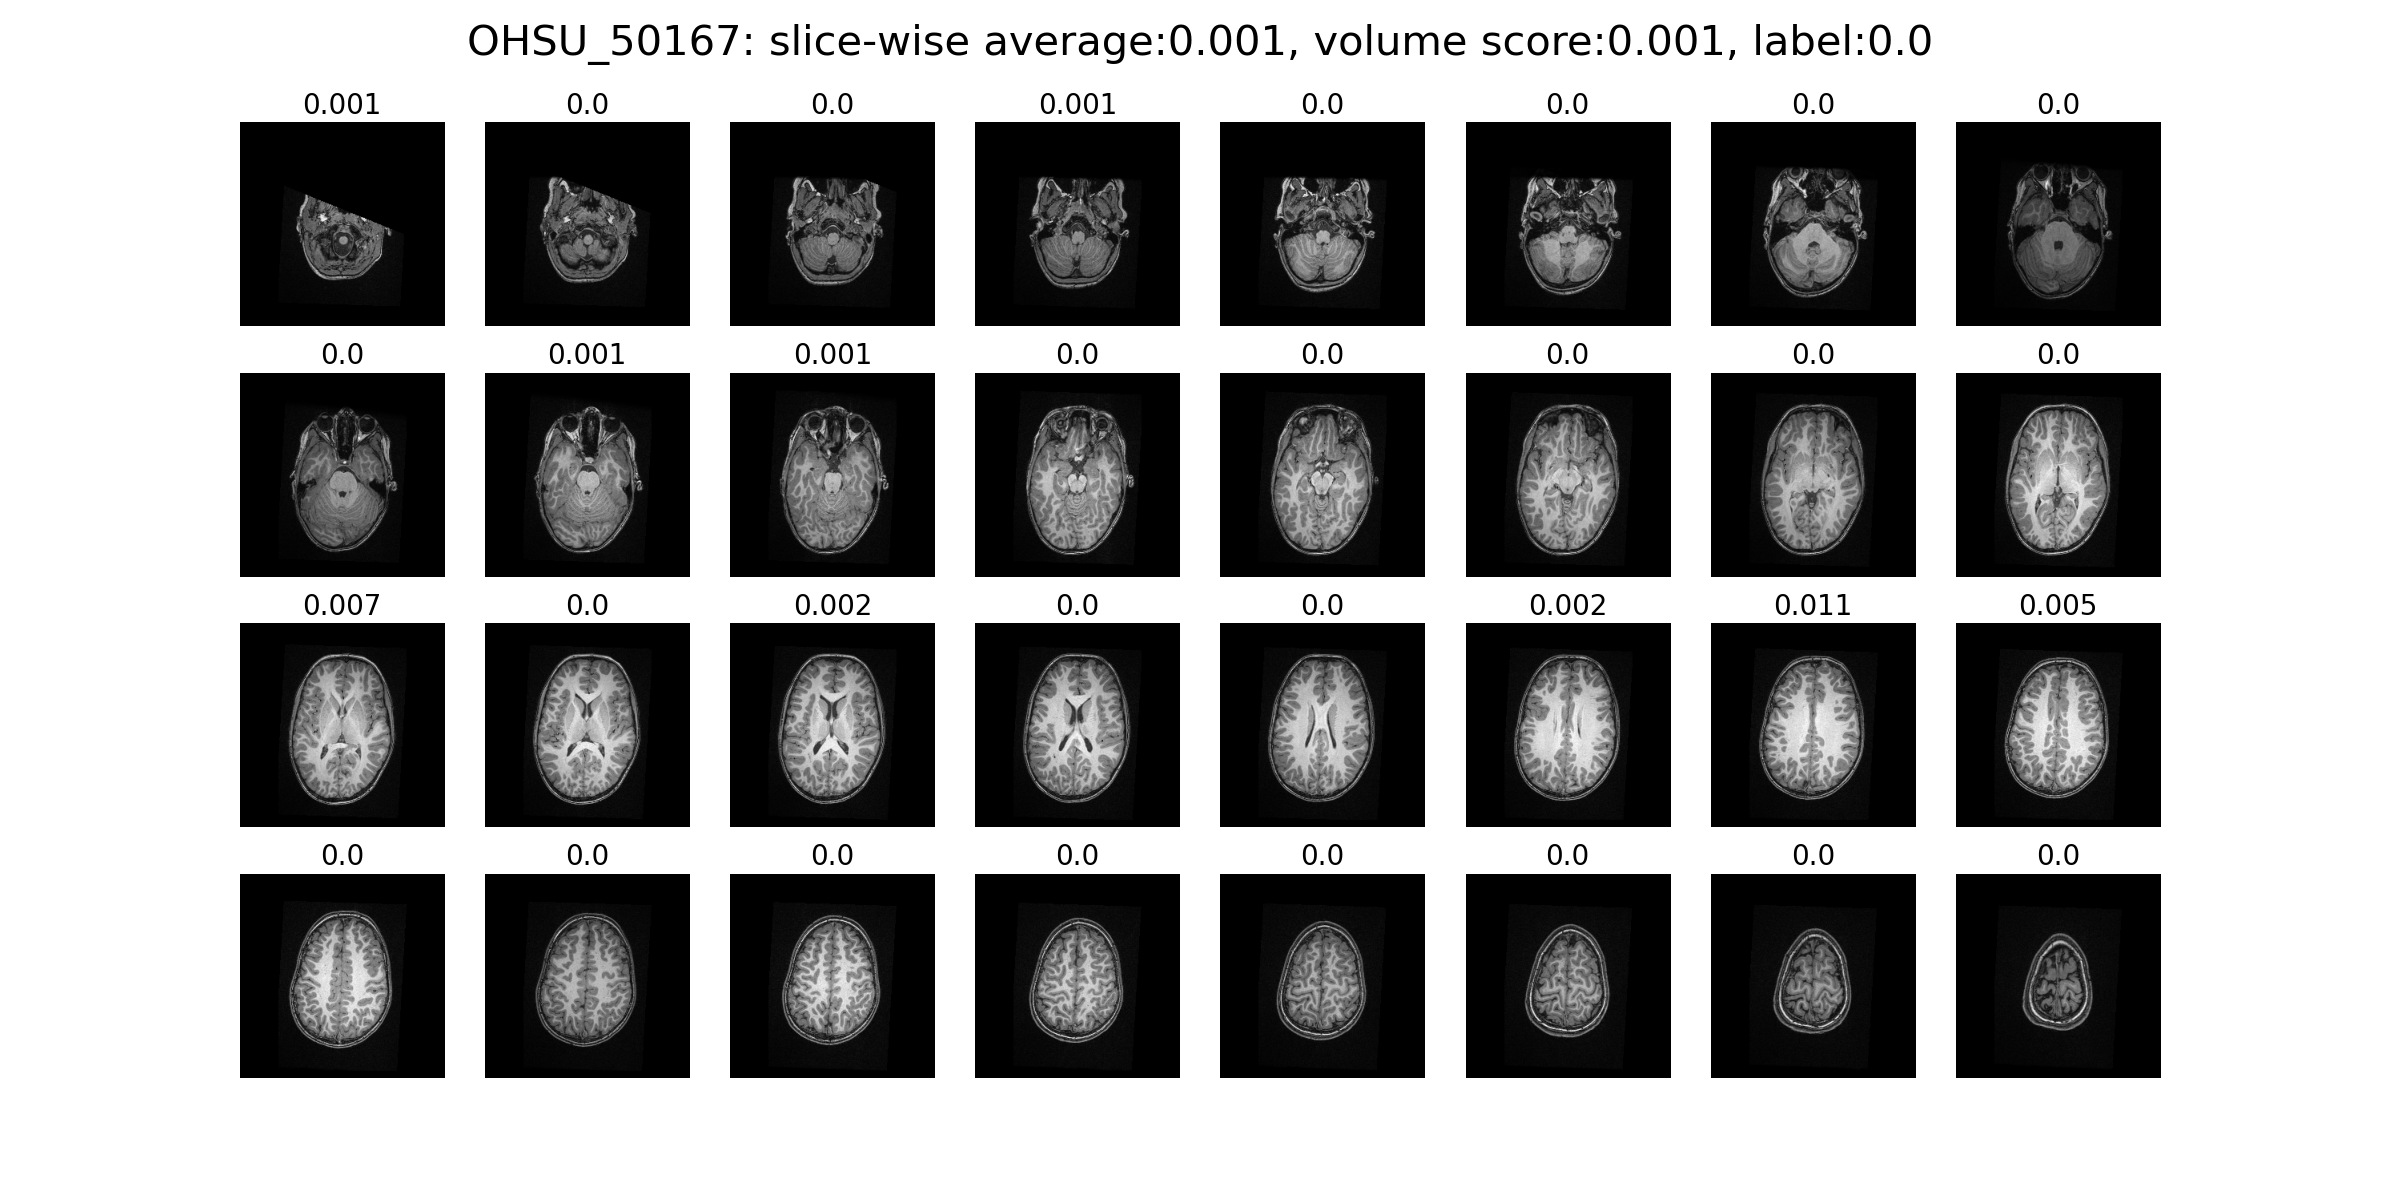 OHSU_50167: slice-wise average:0.001, volume score:0.001, label:0.0
0.001 0.0 0.0 0.001 0.0 0.0 0.0 0.0
0.0 0.001 0.001 0.0 0.0 0.0 0.0 0.0
0.007 0.0 0.002 0.0 0.0 0.002 0.011 0.005
0.0 0.0 0.0 0.0 0.0 0.0 0.0 0.0